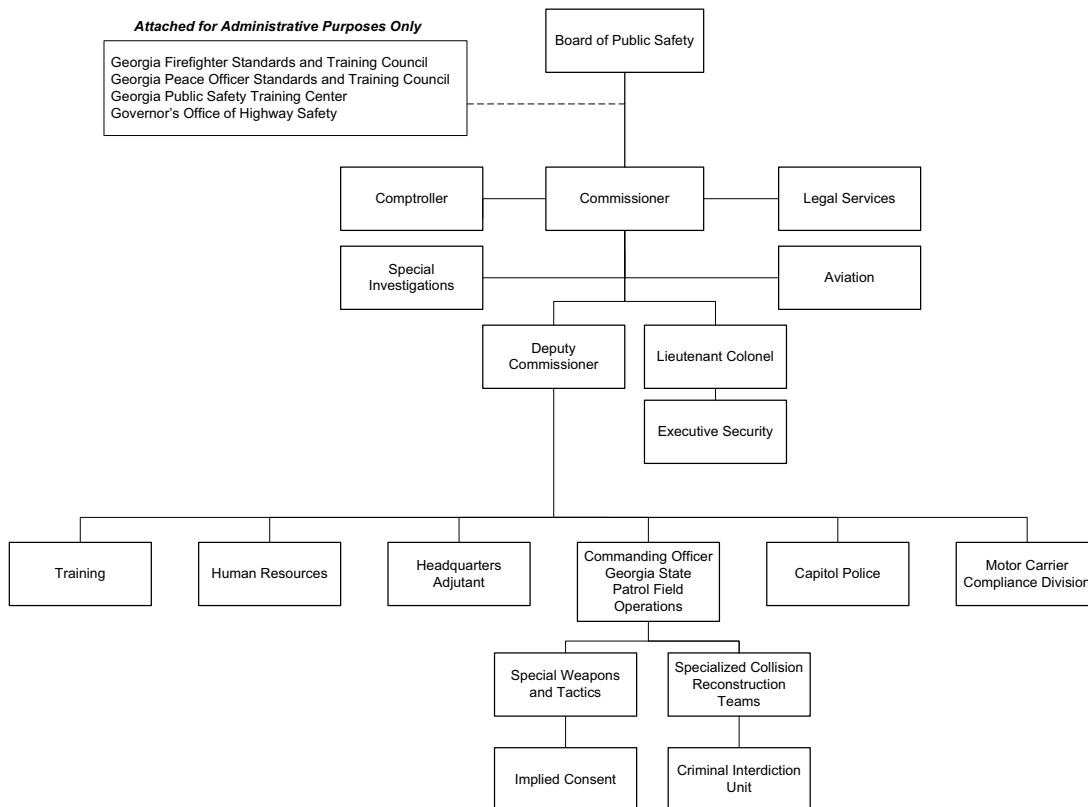 Attached for Administrative Purposes Only
Georgia Firefighter Standards and Training Council
Georgia Peace Officer Standards and Training Council
Georgia Public Safety Training Center
Governor's Office of Highway Safety
Board of Public Safety
Comptroller
Commissioner
Legal Services
Special
Investigations
Aviation
Deputy
Commissioner
Lieutenant Colonel
Executive Security
Training
Human Resources
Headquarters
Adjutant
Commanding Officer
Georgia State
Patrol Field
Operations
Capitol Police
Motor Carrier
Compliance Division
Special Weapons
and Tactics
Specialized Collision
Reconstruction
Teams
Implied Consent
Criminal Interdiction
Unit